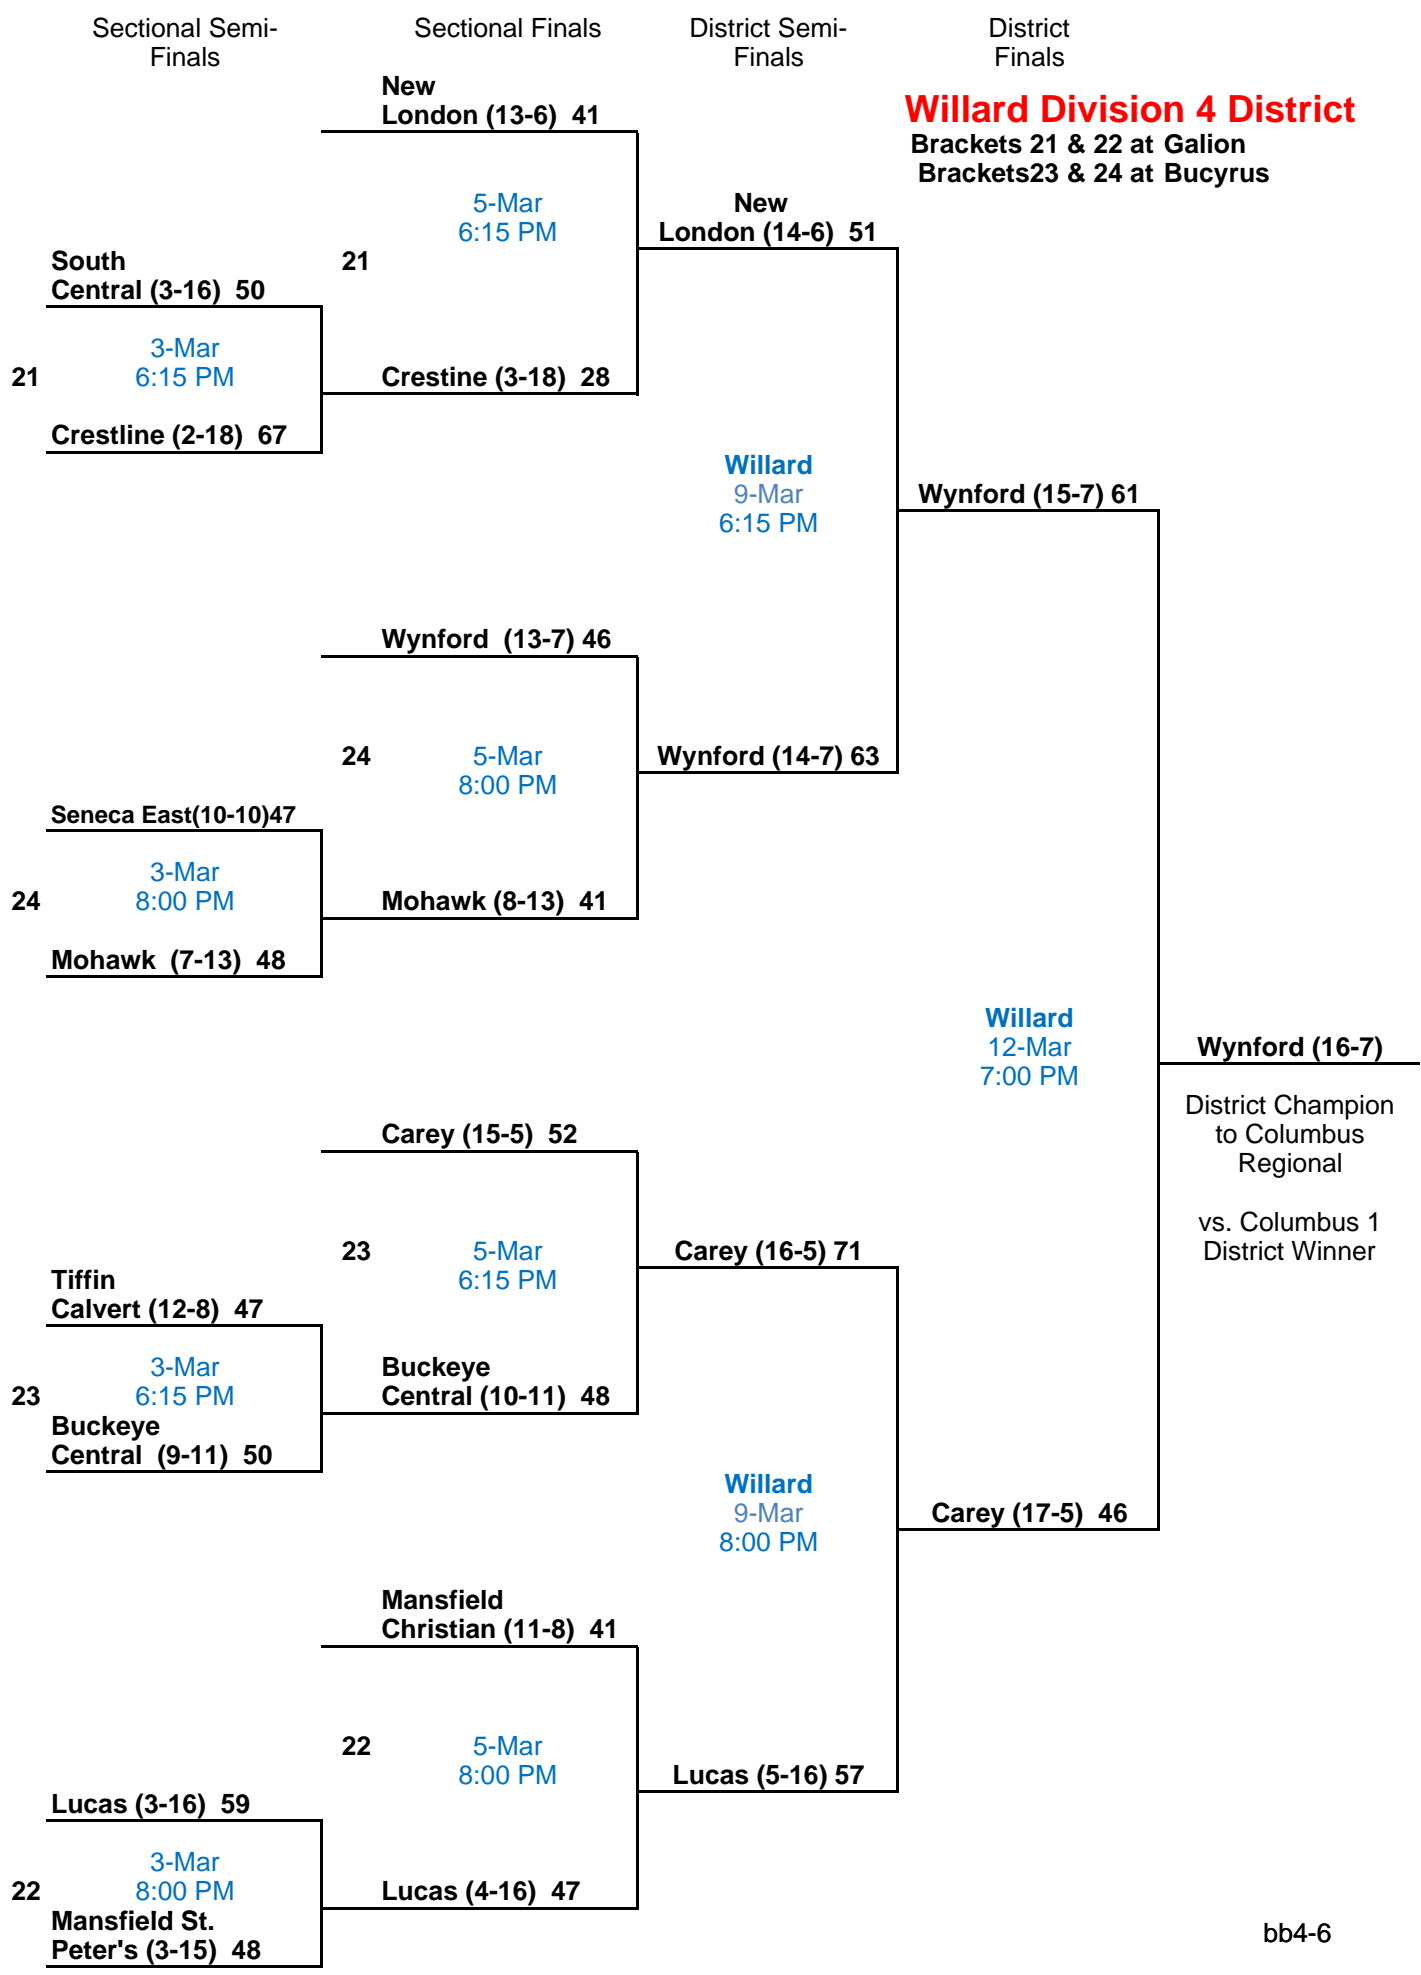 Sectional Semi-
Finals
Sectional Finals
District Semi-
Finals
District
Finals
Willard Division 4 District
Brackets 21 & 22 at Galion
Brackets23 & 24 at Bucyrus
New
London (13-6) 41
5-Mar
6:15 PM
New
London (14-6) 51
South
Central (3-16) 50
21
3-Mar
6:15 PM
21
Crestine (3-18) 28
Crestline (2-18) 67
Willard
9-Mar
6:15 PM
Wynford (15-7) 61
Wynford (13-7) 46
24
5-Mar
8:00 PM
Wynford (14-7) 63
Seneca East(10-10)47
3-Mar
8:00 PM
24
Mohawk (8-13) 41
Mohawk (7-13) 48
Willard
12-Mar
7:00 PM
Wynford (16-7)
District Champion
to Columbus
Regional
vs. Columbus 1
District Winner
Carey (15-5) 52
23
5-Mar
6:15 PM
Carey (16-5) 71
Tiffin
Calvert (12-8) 47
3-Mar
6:15 PM
23
Buckeye
Central (10-11) 48
Buckeye
Central (9-11) 50
Willard
9-Mar
8:00 PM
Carey (17-5) 46
Mansfield
Christian (11-8) 41
22
5-Mar
8:00 PM
Lucas (5-16) 57
Lucas (3-16) 59
3-Mar
8:00 PM
22
Lucas (4-16) 47
Mansfield St.
Peter's (3-15) 48
bb4-6